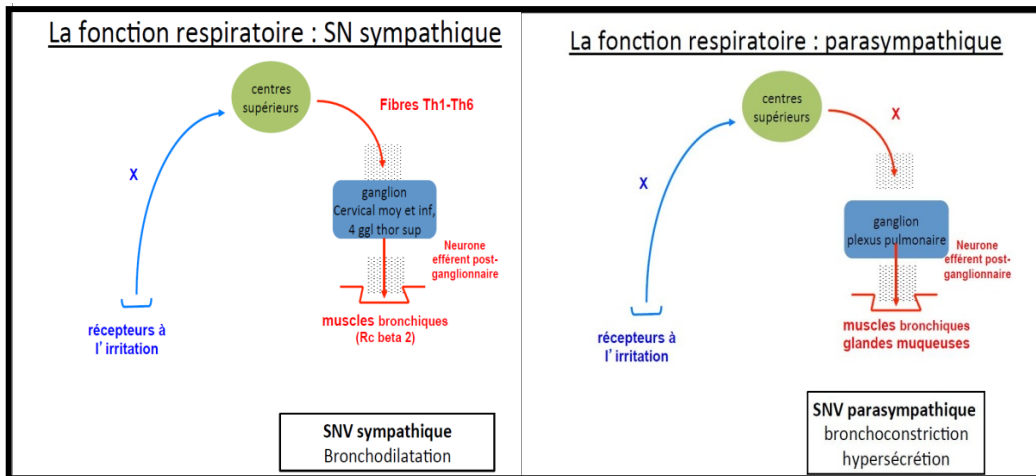 La fonction respiratoire : SN sympathique
centres
supérieurs
Fibres Th1-Th6
X
ganglion
Cervical moy et inf,
4 ggl thor sup
Neurone
efférent post-
ganglionnaire
récepteurs à
l'irritation
muscles bronchiques
(Rc beta 2)
SNV sympathique
Bronchodilatation
La fonction respiratoire : parasympathique
centres
supérieurs
X
X
ganglion
plexus pulmonaire
Neurone
efférent post-
ganglionnaire
récepteurs à
l'irritation
muscles bronchiques
glandes muqueuses
SNV parasympathique
bronchoconstriction
hypersécrétion